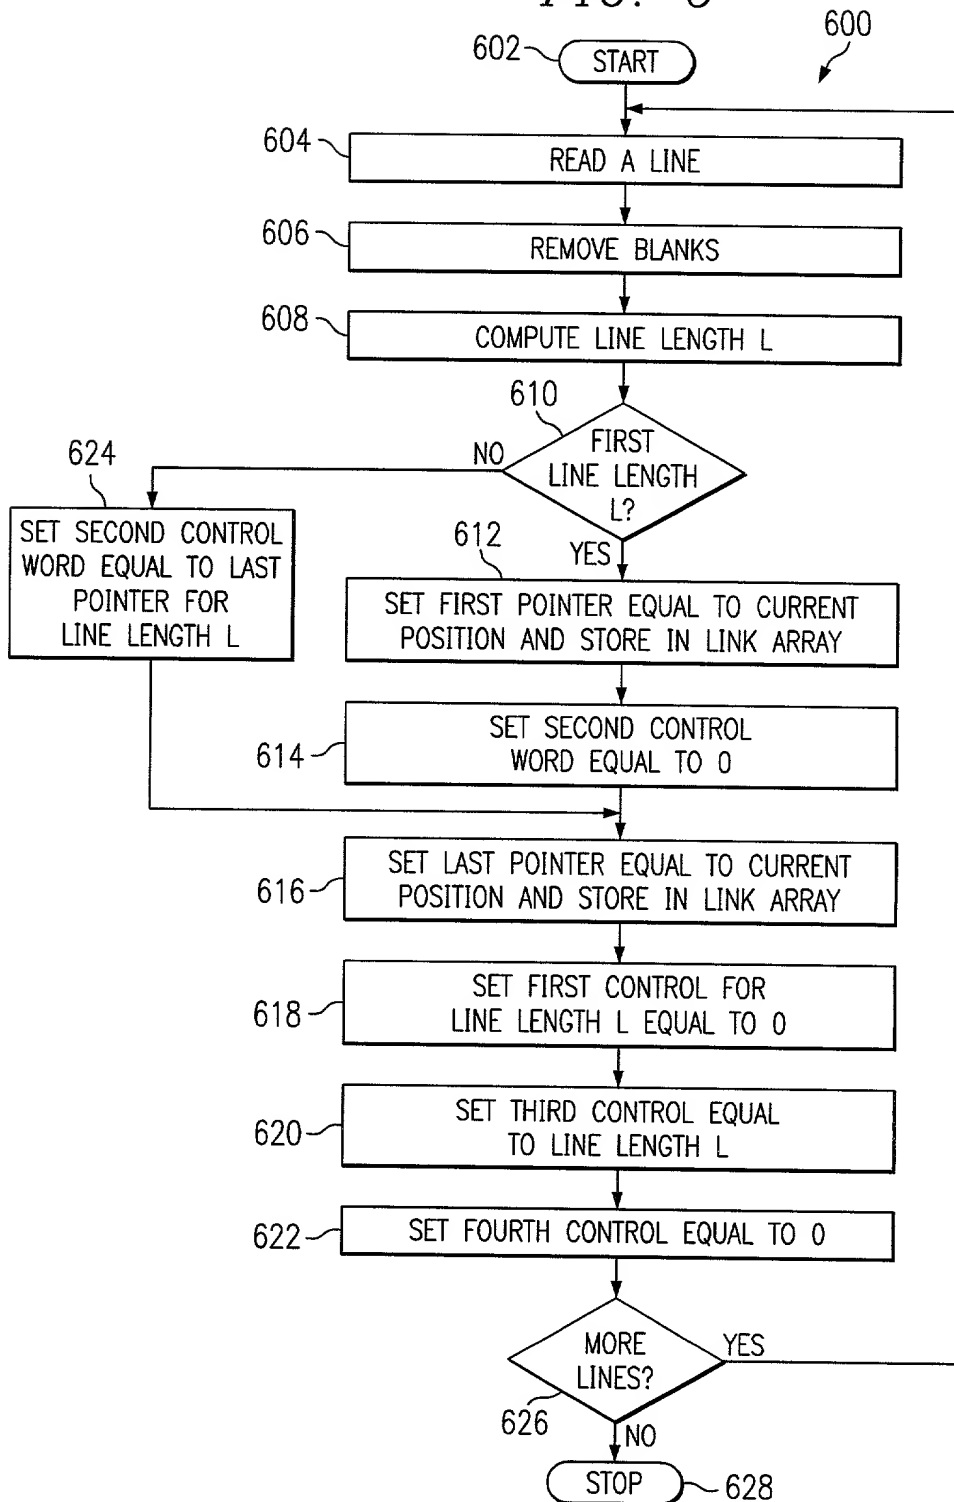 600
602
START
604
READ A LINE
606
REMOVE BLANKS
608
COMPUTE LINE LENGTH L
610
FIRST
LINE LENGTH
L?
NO
YES
624
SET SECOND CONTROL
WORD EQUAL TO LAST
POINTER FOR
LINE LENGTH L
612
SET FIRST POINTER EQUAL TO CURRENT
POSITION AND STORE IN LINK ARRAY
614
SET SECOND CONTROL
WORD EQUAL TO 0
616
SET LAST POINTER EQUAL TO CURRENT
POSITION AND STORE IN LINK ARRAY
618
SET FIRST CONTROL FOR
LINE LENGTH L EQUAL TO 0
620
SET THIRD CONTROL EQUAL
TO LINE LENGTH L
622
SET FOURTH CONTROL EQUAL TO 0
MORE
LINES?
YES
626
NO
STOP
628